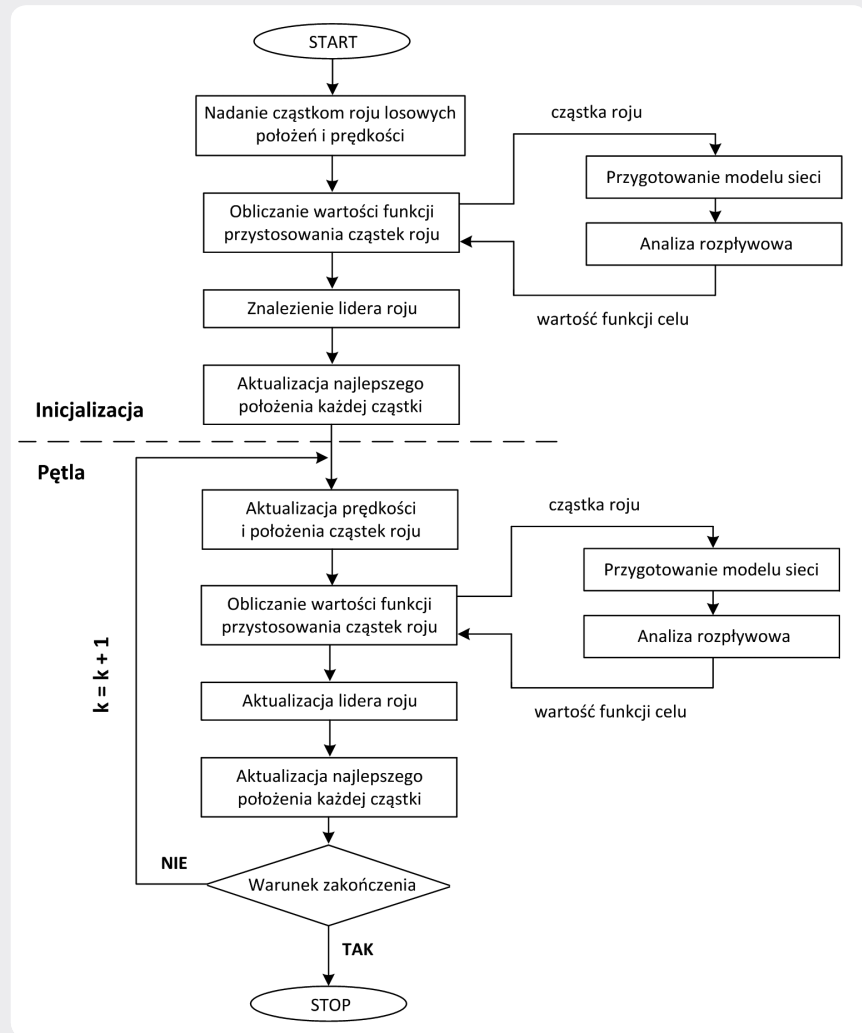 START
Nadanie cząstkom roju losowych
położeń i prędkości
cząstka roju
Przygotowanie modelu sieci
Obliczanie wartości funkcji
przystosowania cząstek roju
Analiza rozpływowa
Znalezienie lidera roju
wartość funkcji celu
Aktualizacja najlepszego
położenia każdej cząstki
Inicjalizacja
Pętla
Aktualizacja prędkości
i położenia cząstek roju
cząstka roju
Przygotowanie modelu sieci
Obliczanie wartości funkcji
przystosowania cząstek roju
Analiza rozpływowa
k = k + 1
Aktualizacja lidera roju
wartość funkcji celu
Aktualizacja najlepszego
położenia każdej cząstki
NIE
Warunek zakończenia
TAK
STOP